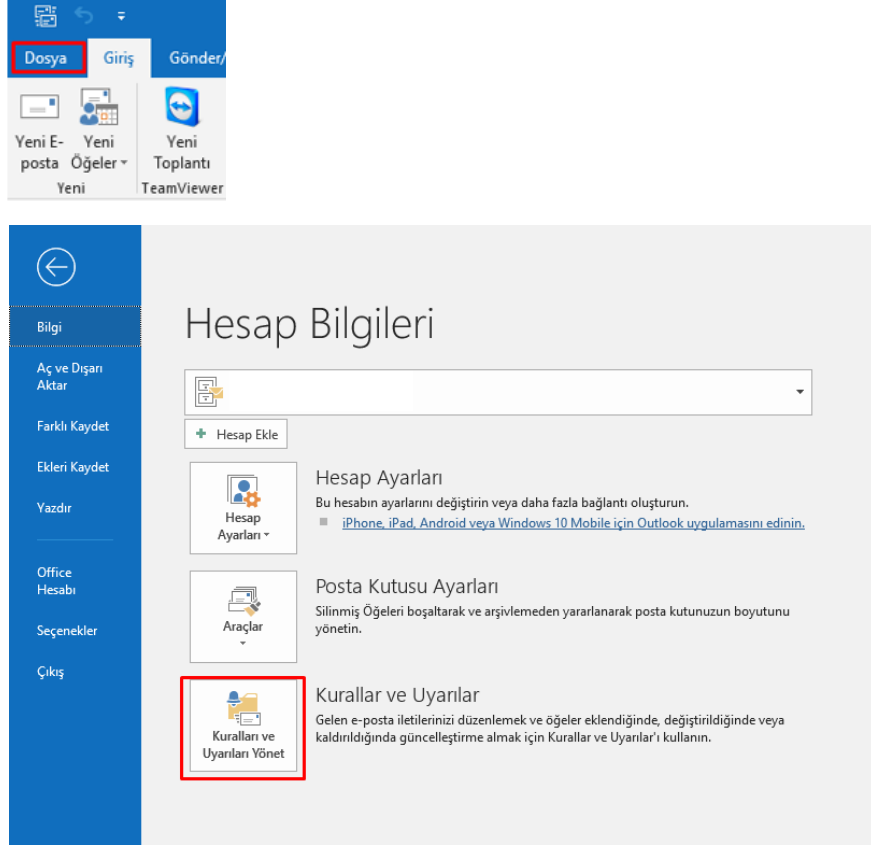 Dosya Giriş Gönder/
Yeni E-posta
Yeni Öğeler
Yeni Toplantı
Yeni TeamViewer
Hesap Bilgileri
Bilgi
Aç ve Dışarı
Aktar
Farklı Kaydet
Ekleri Kaydet
Yazdır
Office
Hesabı
Seçenekler
Çıkış
+ Hesap Ekle
Hesap
Ayarları
Hesap Ayarları
Bu hesabın ayarlarını değiştirin veya daha fazla bağlantı oluşturun.
iPhone, iPad, Android veya Windows 10 Mobile için Outlook uygulamasını edinin.
Araçlar
Posta Kutusu Ayarları
Silinmiş Öğeleri boşaltarak ve arşivlemeden yararlanarak posta kutunuzun boyutunu
yönetin.
Kuralları ve
Uyarıları Yönet
Kurallar ve Uyarılar
Gelen e-posta iletilerinizi düzenlemek ve öğeler eklendiğinde, değiştirildiğinde veya
kaldırıldığında güncelleştirme almak için Kurallar ve Uyarılar'ı kullanın.